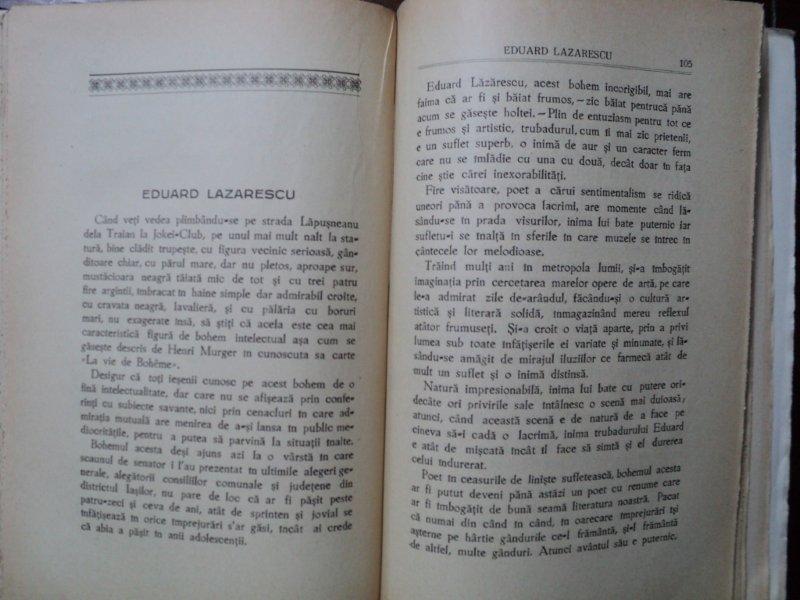 EDUARD LAZARESCU
Când veți vedea plimbându-se pe strada Lăpușneanu
dela Traian la Jokei-Club, pe unul mai mult nalt la sta-
tură, bine clădit trupește, cu figura vecinic serioasă, gân-
ditoare chiar, cu părul mare, dar nu pletos, aproape sur,
mustăcioara neagră tăiată mic de tot și cu trei patru
fire argintii, îmbracat în haine simple dar admirabil croite,
cu cravata neagră, lavalieră, și cu pălăria cu boruri
mari, nu exagerate însă, să știți că acela este cea mai
caracteristică figură de bohem intelectual așa cum se
găsește descris de Henri Murger în cunoscuta sa carte
«La vie de Bohême».
Desigur că toți ieșenii cunosc pe acest bohem de o
fină intelectualitate, dar care nu se afișează prin confe-
rinți cu subiecte savante, nici prin cenacluri în care ad-
mirația mutuală are menirea de a-și lansa în public me-
diocritățile, pentru a putea să parvină la situații înalte.
Bohemul acesta deși ajuns azi la o vârstă în care
scaunul de senator i l'au prezentat în ultimile alegeri ge-
nerale, alegătorii consiliilor comunale și județene din
districtul Iașilor, nu pare de loc că ar fi pășit peste
patru-zeci și ceva de ani, atât de sprinten și jovial se
înfățișează în orice împrejurări s'ar găsi, încât ai crede
că abia a pășit în anii adolescenții.
EDUARD LAZARESCU
105
Eduard Lăzărescu, acest bohem incorigibil, mai are
faima că ar fi și băiat frumos,—zic băiat pentrucă până
acum se găsește holtei.—Plin de entuziasm pentru tot ce
e frumos și artistic, trubadurul, cum îl mai zic prietenii,
e un suflet superb, o inimă de aur și un caracter ferm
care nu se îmlădie cu una cu două, decât doar în fața
cine știe cărei inexorabilități.
Fire visătoare, poet a cărui sentimentalism se ridică
uneori până a provoca lacrimi, are momente când lă-
sându-se în prada visurilor, inima lui bate puternic iar
sufletu-i se înalță în sferile în care muzele se întrec în
cântecele lor melodioase.
Trăind mulți ani în metropola lumii, și-a îmbogățit
imaginația prin cercetarea marelor opere de artă, pe care
le-a admirat zile de-arândul, făcându-și o cultură ar-
tistică și literară solidă, înmagazinând mereu reflexul
atâtor frumuseți. Și-a croit o viață aparte, prin a privi
lumea sub toate înfățișerile ei variate și minunate, și lă-
sându-se amăgit de mirajul iluziilor ce farmecă atât de
mult un suflet și o inimă distinsă.
Natură impresionabilă, inima lui bate cu putere ori-
decâte ori privirile sale întâlnesc o scenă mai duioasă;
atunci, când această scenă e de natură de a face pe
cineva să-i cadă o lacrimă, inima trubadurului Eduard
e atât de mișcată încât îl face să simtă și el durerea
celui îndurerat.
Poet în ceasurile de liniște sufletească, bohemul acesta
ar fi putut deveni până astăzi un poet cu renume care
ar fi îmbogățit de bună seamă literatura noastră. Păcat
că numai din când în când, în oarecare împrejurări își
așterne pe hârtie gândurile ce-l frământă, și-l frământă
de altfel, multe gânduri. Atunci avântul său e puternic,